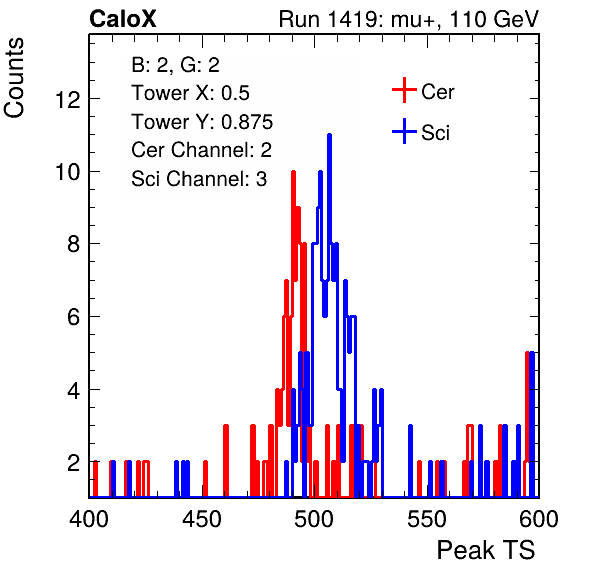 CaloX Run 1419: mu+, 110 GeV
Counts
B: 2, G: 2
Tower X: 0.5
Tower Y: 0.875
Cer Channel: 2
Sci Channel: 3
Cer
Sci
12
10
8
6
4
2
400 450 500 550 600
Peak TS